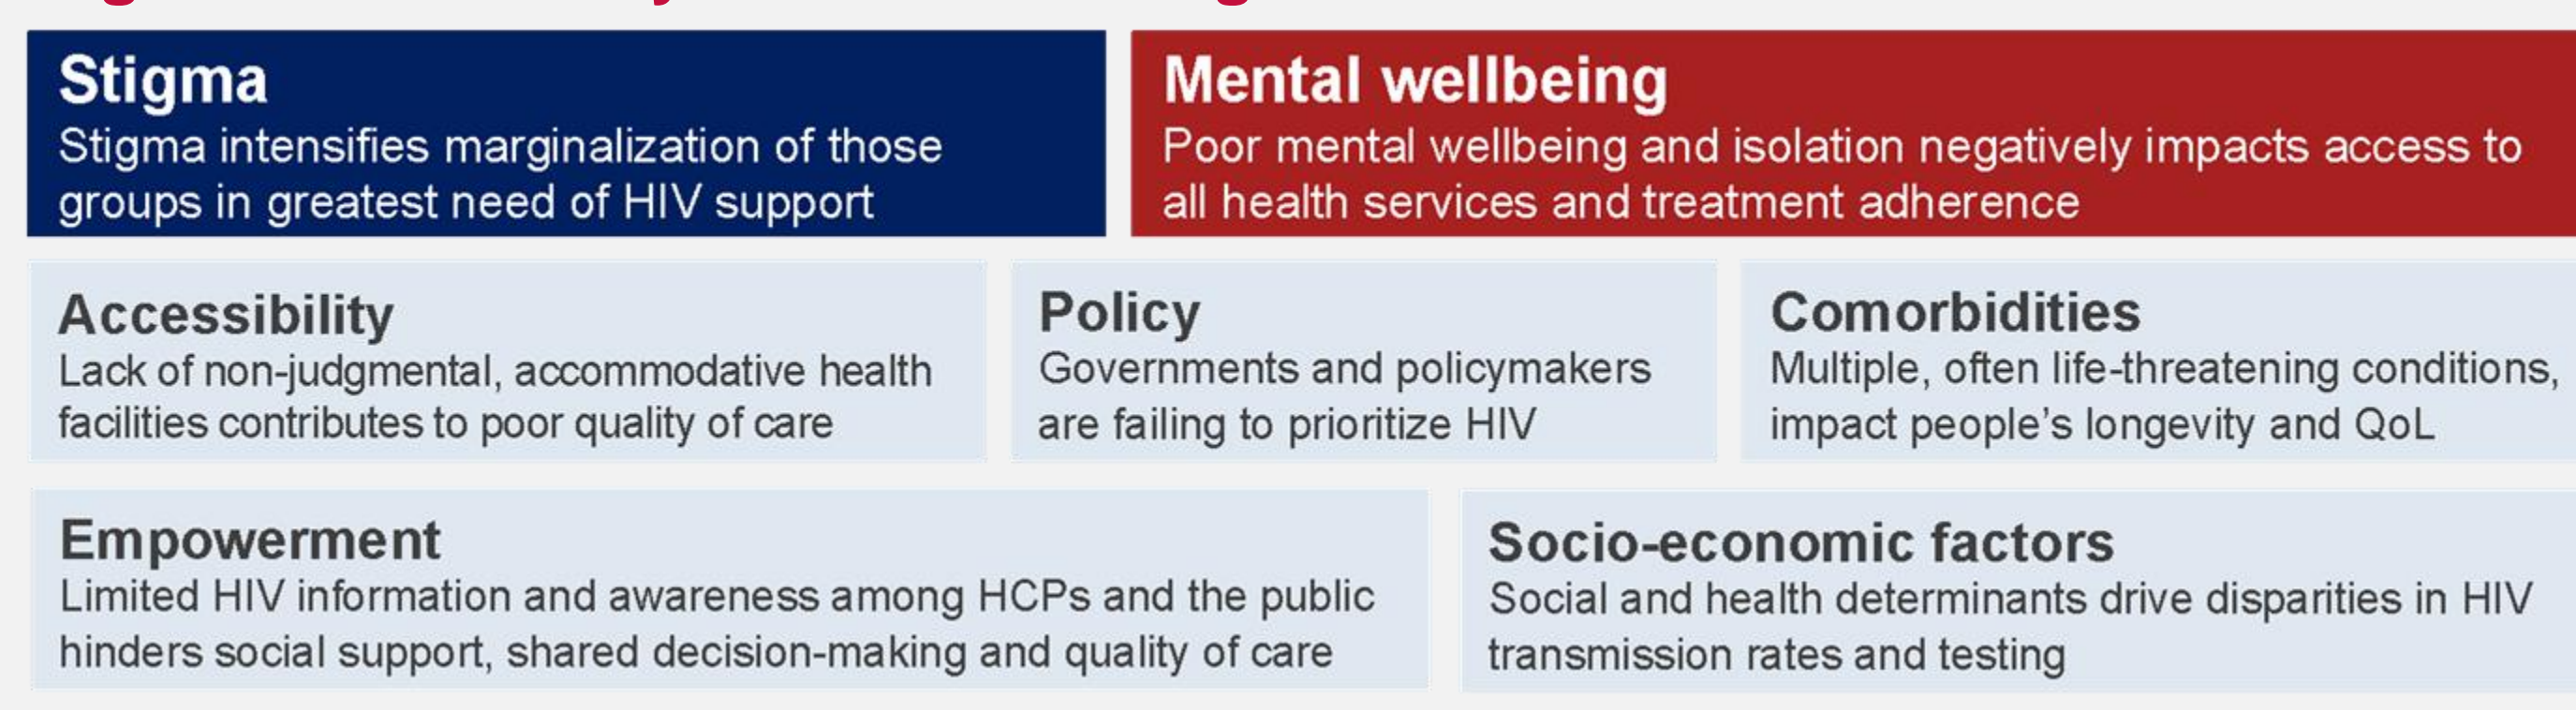 Stigma
Stigma intensifies marginalization of those
groups in greatest need of HIV support
Mental wellbeing
Poor mental wellbeing and isolation negatively impacts access to
all health services and treatment adherence
Accessibility
Lack of non-judgmental, accommodative health
facilities contributes to poor quality of care
Policy
Governments and policymakers
are failing to prioritize HIV
Comorbidities
Multiple, often life-threatening conditions,
impact people’s longevity and QoL
Empowerment
Limited HIV information and awareness among HCPs and the public
hinders social support, shared decision-making and quality of care
Socio-economic factors
Social and health determinants drive disparities in HIV
transmission rates and testing